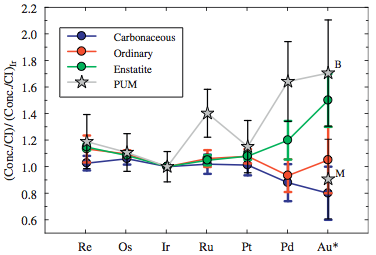 2.2
2.0
1.8
1.6
1.4
1.2
1.0
0.8
0.6
(Conc/CI) / (Conc./CI)Ir
Carbonaceous
Ordinary
Enstatite
PUM
B
M
Re Os Ir Ru Pt Pd Au*